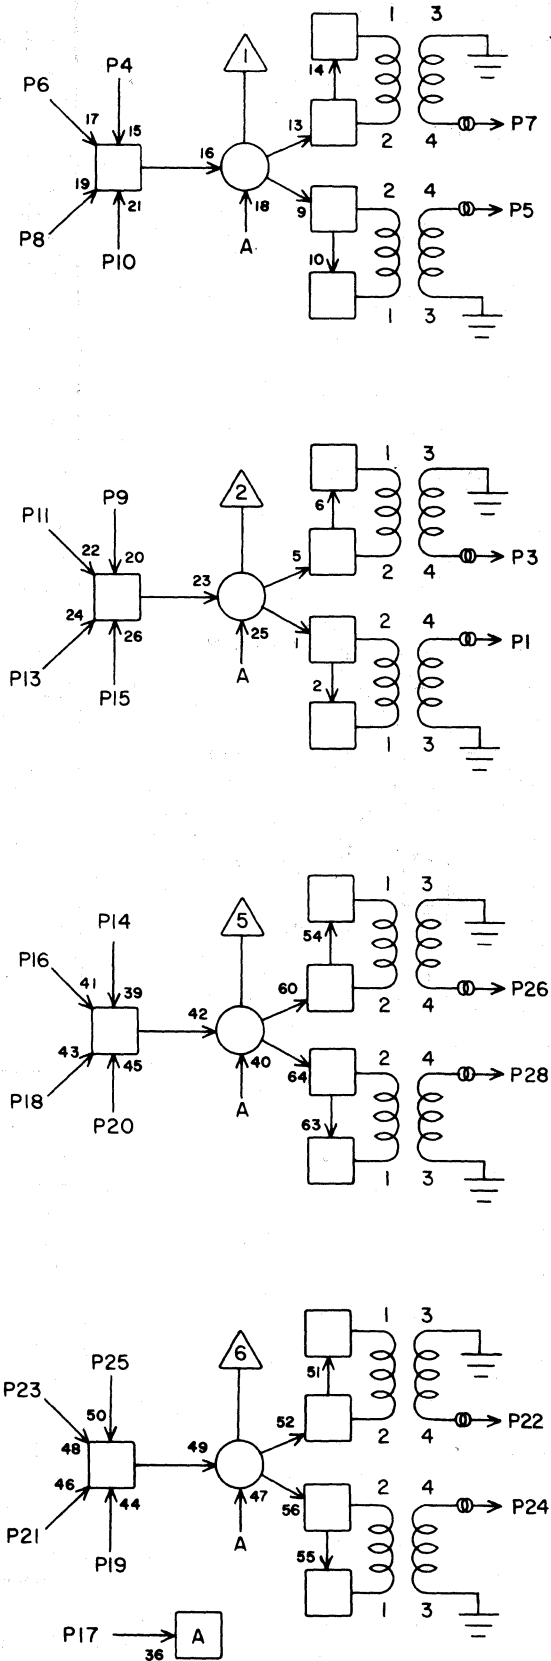 1 1 3
P4
P6 14
17 15 13 2 4 P7
16
19 21 18 9 2 4 P5
P8 A
P10 10
1 3
2 1 3
P9
P11 6
22 20 5 2 4 P3
23
24 26 25 1 2 4 P1
P13 A
P15 2
1 3
5 1 3
P14
P16 54
41 39 60 2 4 P26
42
43 45 40 64 2 4 P28
P18 A
P20 63
1 3
6 1 3
P25
P23 51
50 52 2 4 P22
48 49
46 44 47 56 2 4 P24
P21 A
P19 55
1 3
P17 A
36